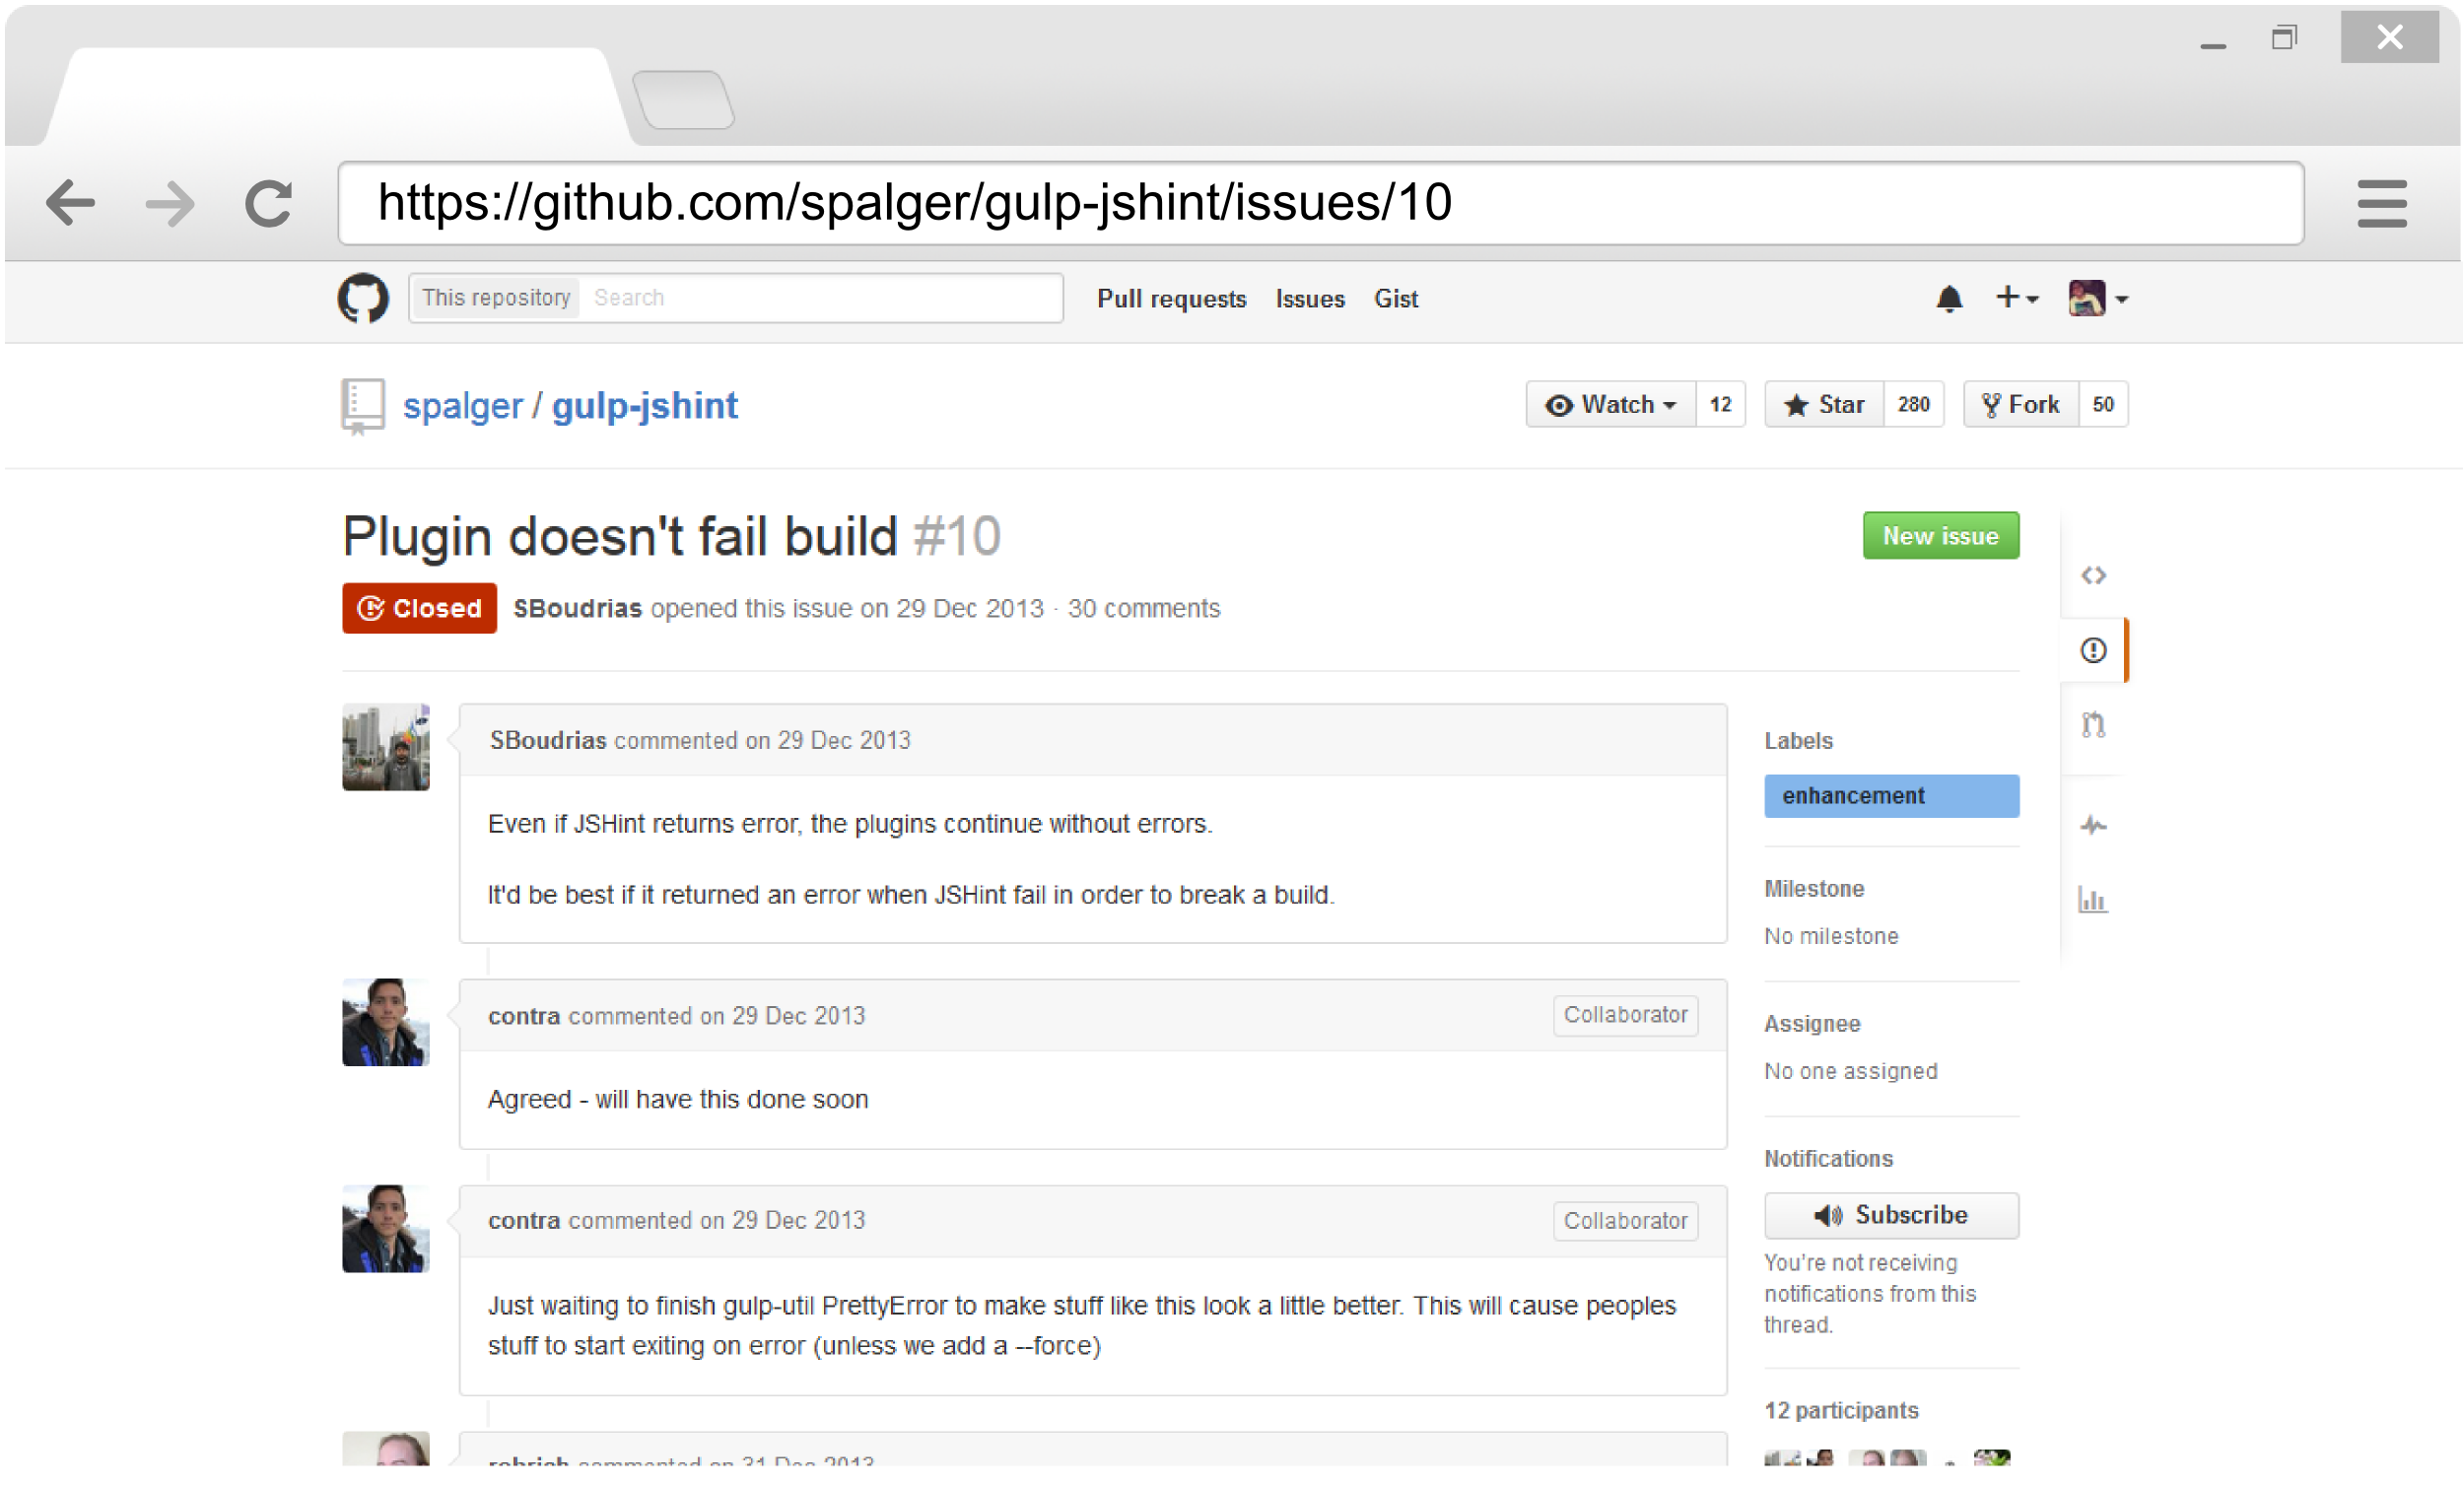 https://github.com/spalger/gulp-jshint/issues/10
This repository Search Pull requests Issues Gist
spalger / gulp-jshint Watch 12 Star 280 Fork 50
Plugin doesn't fail build #10 New issue
Closed SBoudrias opened this issue on 29 Dec 2013 · 30 comments
SBoudrias commented on 29 Dec 2013
Even if JSHint returns error, the plugins continue without errors.
It'd be best if it returned an error when JSHint fail in order to break a build.
contra commented on 29 Dec 2013 Collaborator
Agreed - will have this done soon
contra commented on 29 Dec 2013 Collaborator
Just waiting to finish gulp-util PrettyError to make stuff like this look a little better. This will cause peoples
stuff to start exiting on error (unless we add a --force)
robrich commented on 31 Dec 2013
Labels
enhancement
Milestone
No milestone
Assignee
No one assigned
Notifications
Subscribe
You're not receiving
notifications from this
thread.
12 participants